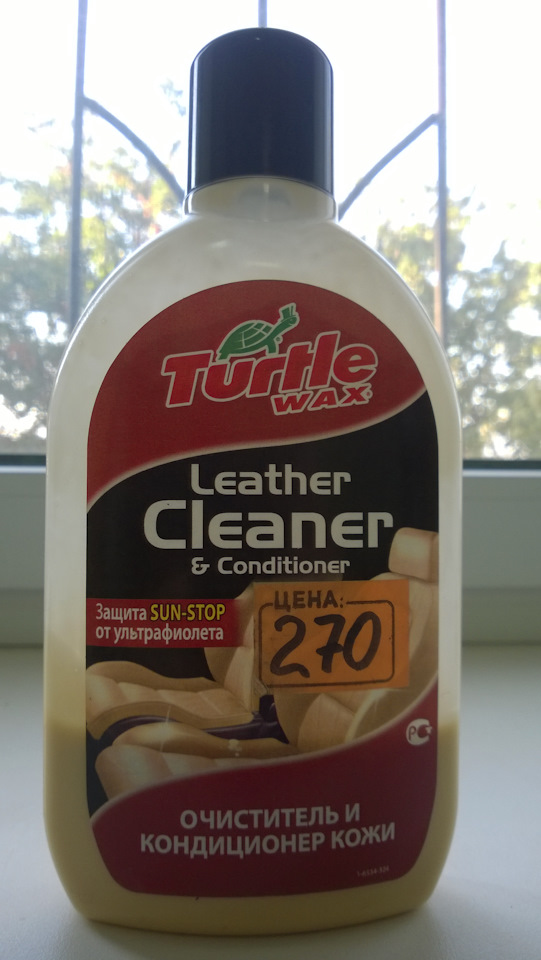 Turtle
WAX
Leather
Cleaner
& Conditioner
Защита SUN-STOP
от ультрафиолета
ЦЕНА:
270
ОЧИСТИТЕЛЬ И
КОНДИЦИОНЕР КОЖИ